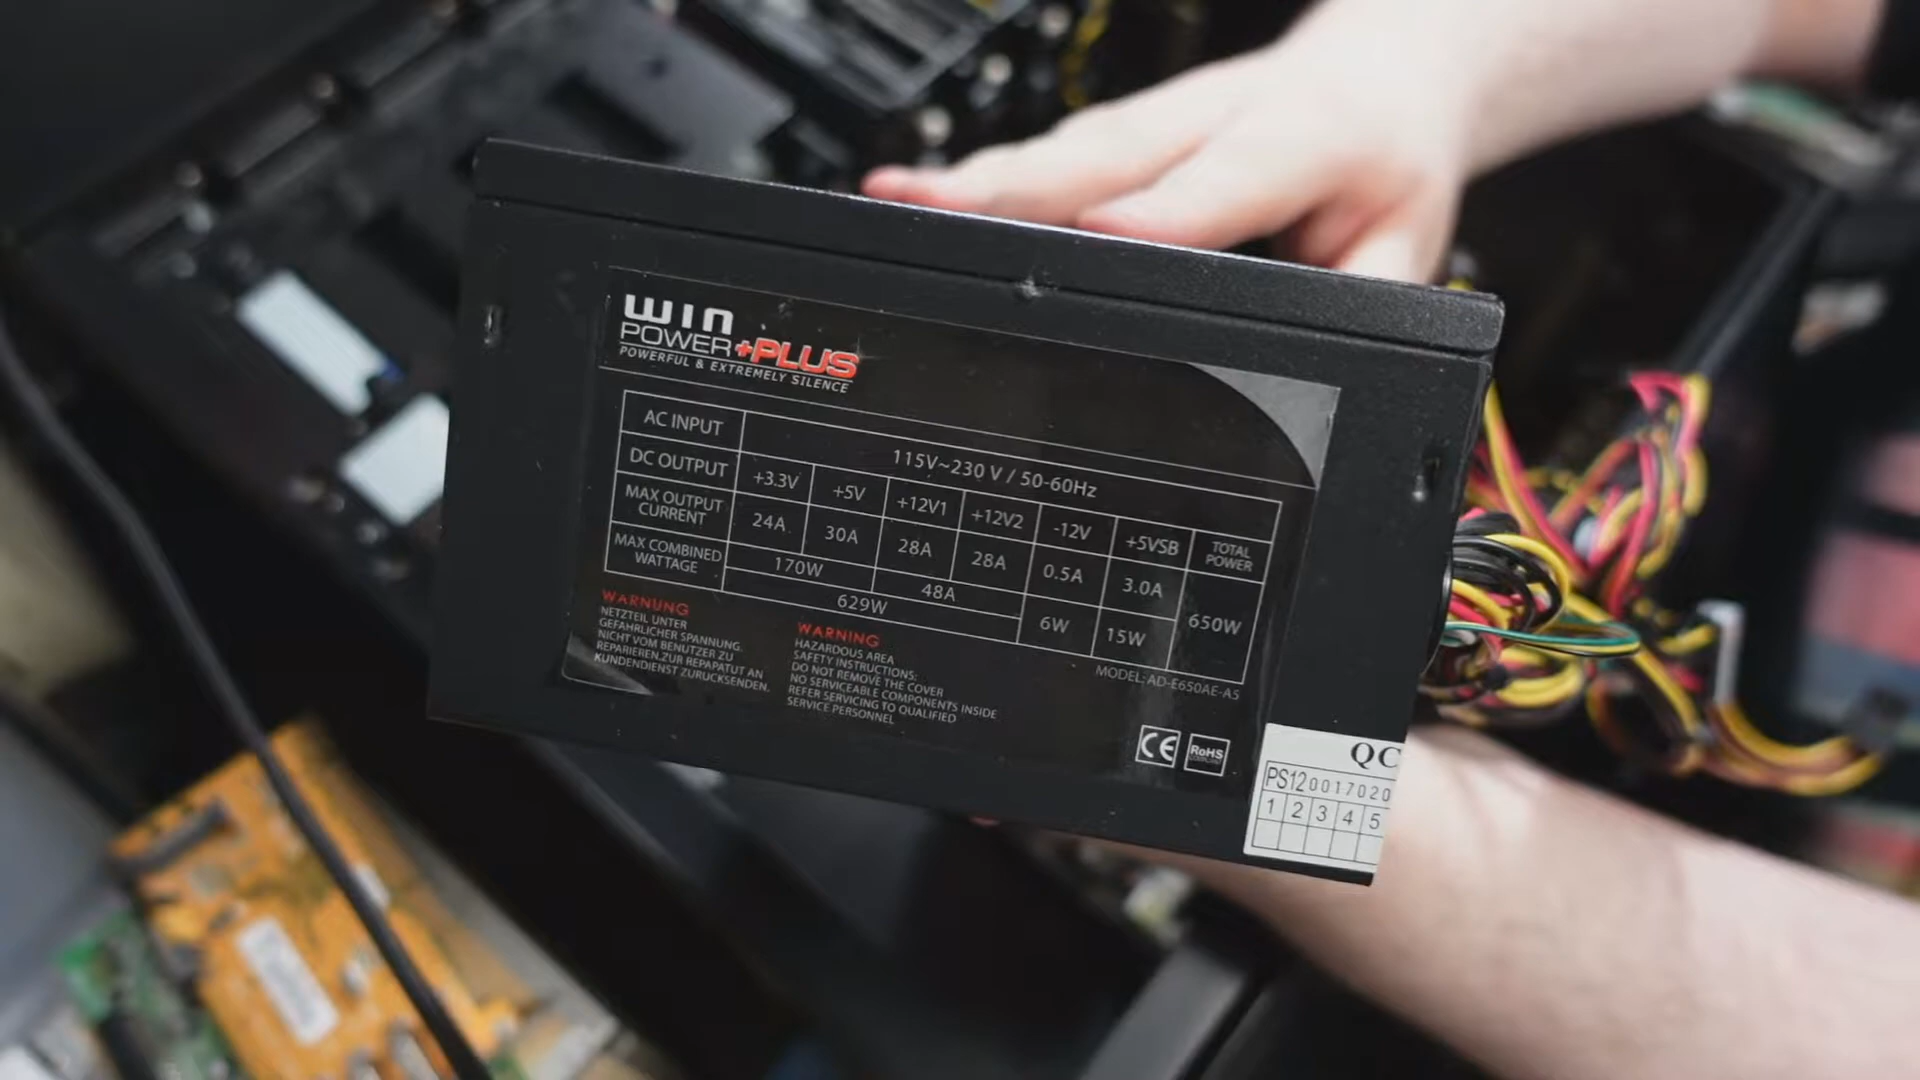 WIN
POWER+PLUS
POWERFUL & EXTREMELY SILENCE
AC INPUT 115V~230 V / 50-60Hz
DC OUTPUT +3.3V +5V +12V1 +12V2 -12V +5VSB TOTAL POWER
MAX OUTPUT CURRENT 24A 30A 28A 28A 0.5A 3.0A 650W
MAX COMBINED WATTAGE 170W 48A
629W 6W 15W
MODEL: AD-E650AE-A5
WARNUNG
NETZTEIL UNTER
GEFAHRLICHER SPANNUNG.
NICHT VOM BENUTZER ZU
REPARIEREN.ZUR REPAPATUT AN
KUNDENDIENST ZURUCKSENDEN.
WARNING
HAZARDOUS AREA
SAFETY INSTRUCTIONS:
DO NOT REMOVE THE COVER
NO SERVICEABLE COMPONENTS INSIDE
REFER SERVICING TO QUALIFIED
SERVICE PERSONNEL
CE
RoHS
QC
PS120017020
1 2 3 4 5